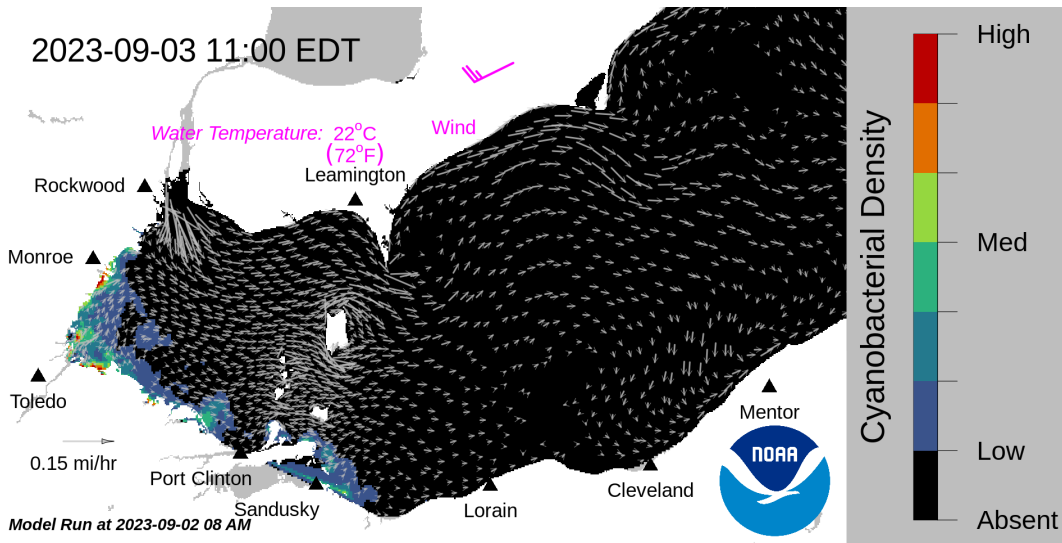 2023-09-03 11:00 EDT
Water Temperature: 22°C
(72°F)
Wind
Leamington
Rockwood
Monroe
Toledo
0.15 mi/hr
Port Clinton
Sandusky
Lorain
Cleveland
Mentor
NOAA
Model Run at 2023-09-02 08 AM
Cyanobacterial Density
High
Med
Low
Absent